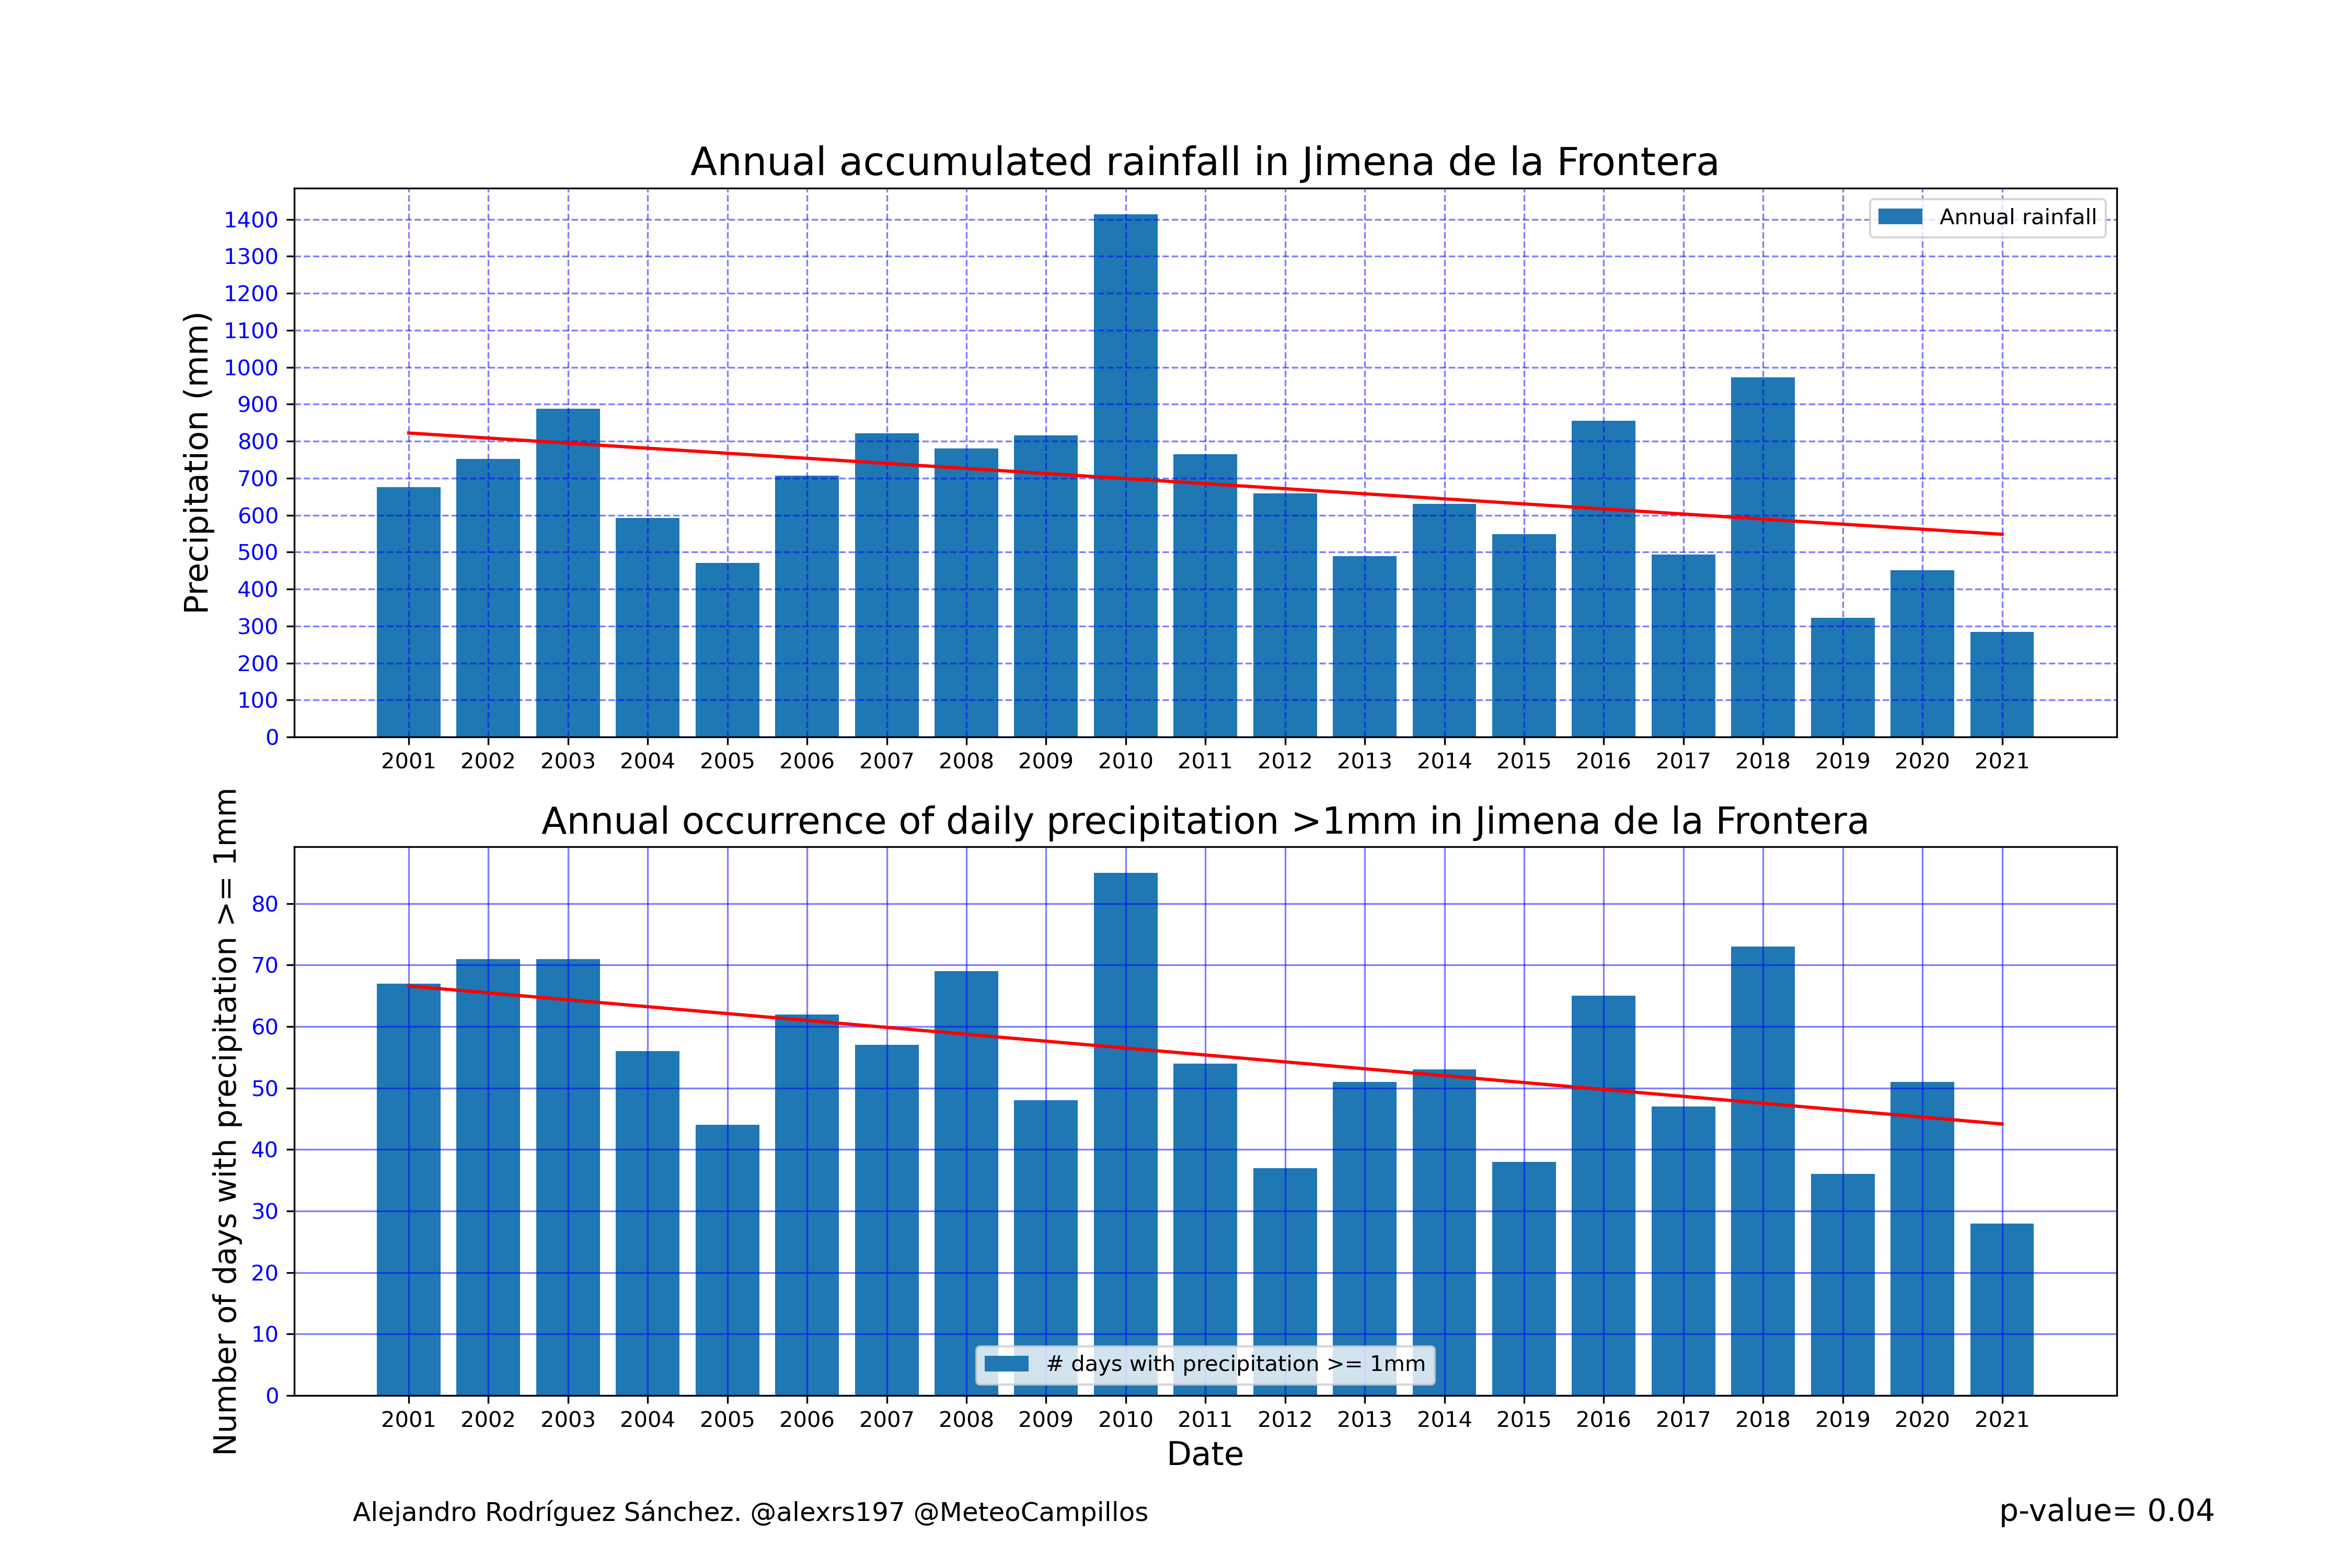 Annual accumulated rainfall in Jimena de la Frontera
Precipitation (mm)
1400
1300
1200
1100
1000
900
800
700
600
500
400
300
200
100
0
Annual rainfall
2001 2002 2003 2004 2005 2006 2007 2008 2009 2010 2011 2012 2013 2014 2015 2016 2017 2018 2019 2020 2021
Annual occurrence of daily precipitation >1mm in Jimena de la Frontera
Number of days with precipitation >= 1mm
80
70
60
50
40
30
20
10
0
# days with precipitation >= 1mm
2001 2002 2003 2004 2005 2006 2007 2008 2009 2010 2011 2012 2013 2014 2015 2016 2017 2018 2019 2020 2021
Date
Alejandro Rodríguez Sánchez. @alexrs197 @MeteoCampillos
p-value= 0.04